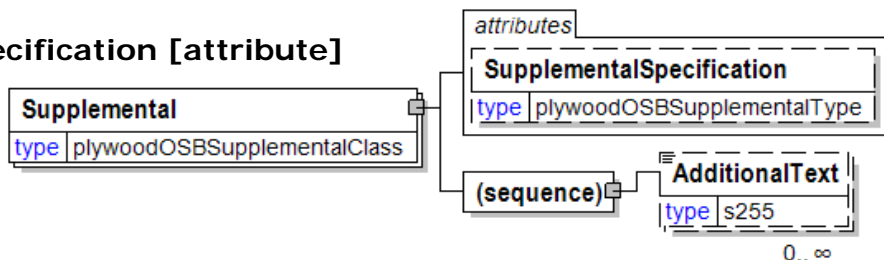 ecification [attribute]
attributes
SupplementalSpecification
type plywoodOSBSupplementalType
Supplemental
type plywoodOSBSupplementalClass
(sequence)
AdditionalText
type s255
0..∞